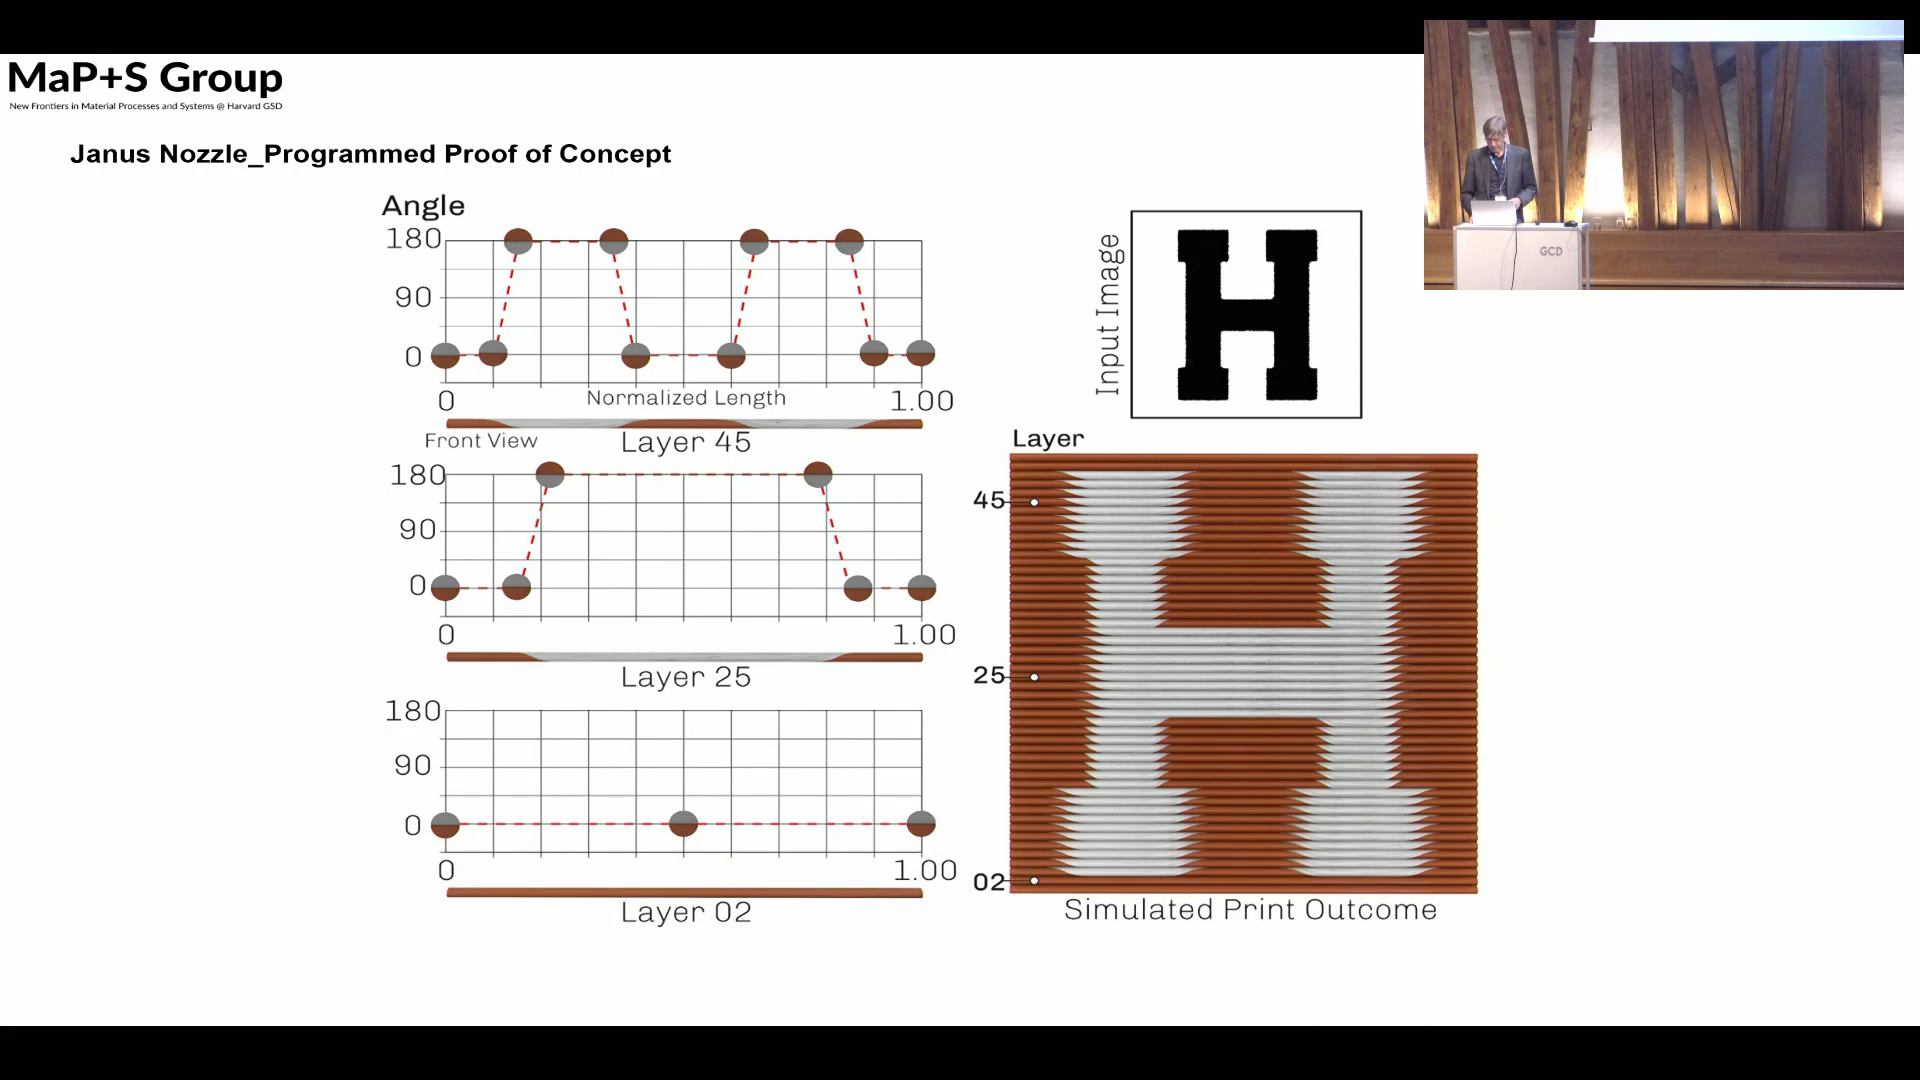 MaP+S Group
New Frontiers in Material Processes and Systems @ Harvard GSD
Janus Nozzle_Programmed Proof of Concept
Angle
180
90
0
0
Normalized Length
1.00
Front View
Layer 45
180
90
0
0
1.00
Layer 25
180
90
0
0
1.00
Layer 02
Input Image
H
Layer
45
25
02
Simulated Print Outcome
GCD